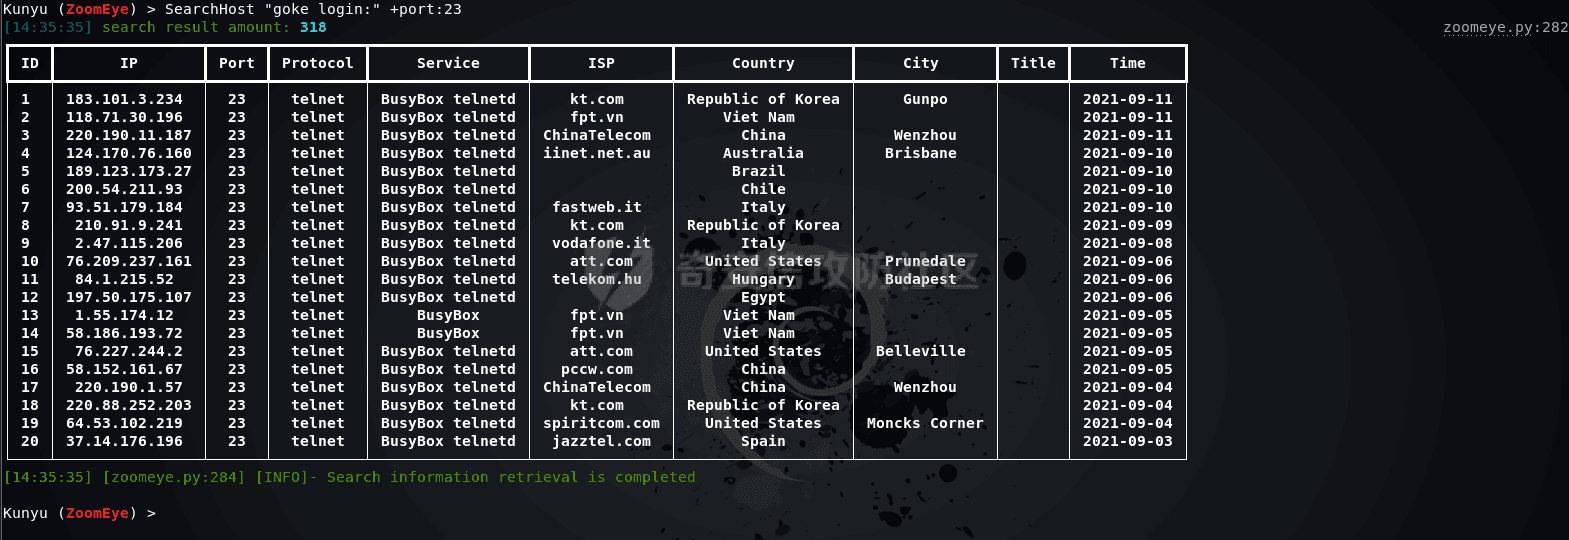 Kunyu (ZoomEye) > SearchHost "goke login:" +port:23
[14:35:35] search result amount: 318 zoomeye.py:282
ID IP Port Protocol Service ISP Country City Title Time
1 183.101.3.234 23 telnet BusyBox telnetd kt.com Republic of Korea Gunpo 2021-09-11
2 118.71.30.196 23 telnet BusyBox telnetd fpt.vn Viet Nam 2021-09-11
3 220.190.11.187 23 telnet BusyBox telnetd ChinaTelecom China Wenzhou 2021-09-11
4 124.170.76.160 23 telnet BusyBox telnetd iinet.net.au Australia Brisbane 2021-09-10
5 189.123.173.27 23 telnet BusyBox telnetd Brazil 2021-09-10
6 200.54.211.93 23 telnet BusyBox telnetd Chile 2021-09-10
7 93.51.179.184 23 telnet BusyBox telnetd fastweb.it Italy 2021-09-10
8 210.91.9.241 23 telnet BusyBox telnetd kt.com Republic of Korea 2021-09-09
9 2.47.115.206 23 telnet BusyBox telnetd vodafone.it Italy 2021-09-08
10 76.209.237.161 23 telnet BusyBox telnetd att.com United States Prunedale 2021-09-06
奇安信攻防社区
11 84.1.215.52 23 telnet BusyBox telnetd telekom.hu Hungary Budapest 2021-09-06
12 197.50.175.107 23 telnet BusyBox telnetd Egypt 2021-09-06
13 1.55.174.12 23 telnet BusyBox fpt.vn Viet Nam 2021-09-05
14 58.186.193.72 23 telnet BusyBox fpt.vn Viet Nam 2021-09-05
15 76.227.244.2 23 telnet BusyBox telnetd att.com United States Belleville 2021-09-05
16 58.152.161.67 23 telnet BusyBox telnetd pccw.com China 2021-09-05
17 220.190.1.57 23 telnet BusyBox telnetd ChinaTelecom China Wenzhou 2021-09-04
18 220.88.252.203 23 telnet BusyBox telnetd kt.com Republic of Korea 2021-09-04
19 64.53.102.219 23 telnet BusyBox telnetd spiritcom.com United States Moncks Corner 2021-09-04
20 37.14.176.196 23 telnet BusyBox telnetd jazztel.com Spain 2021-09-03
[14:35:35] [zoomeye.py:284] [INFO]- Search information retrieval is completed
Kunyu (ZoomEye) >